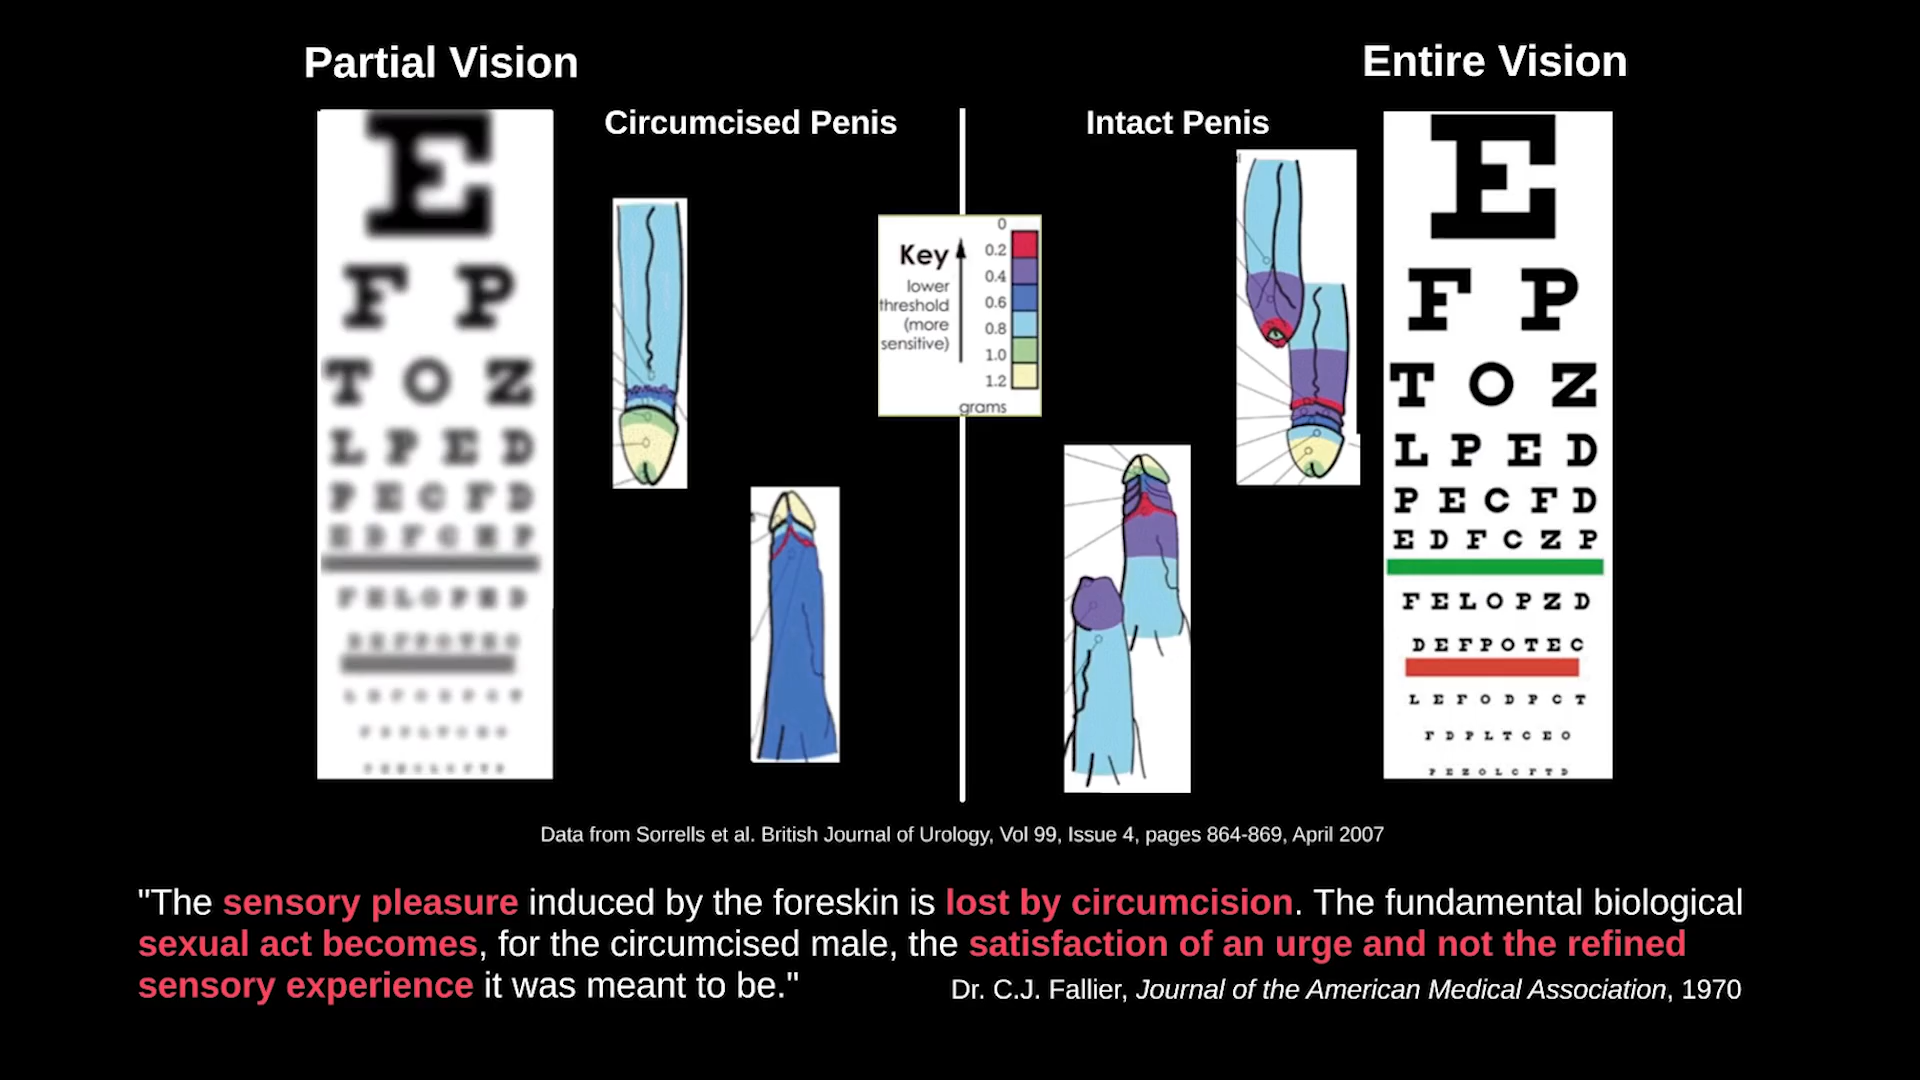 Partial Vision
Entire Vision
Circumcised Penis
Intact Penis
E
F P
T O Z
L P E D
P E C F D
E D F C Z P
F E L O P Z D
D E F P O T E C
Key
lower
threshold
(more
sensitive)
0
0.2
0.4
0.6
0.8
1.0
1.2
grams
E
F P
T O Z
L P E D
P E C F D
E D F C Z P
F E L O P Z D
D E F P O T E C
L E F O D P C T
F D P L T C E O
P E Z O L C F T D
Data from Sorrells et al. British Journal of Urology, Vol 99, Issue 4, pages 864-869, April 2007
"The sensory pleasure induced by the foreskin is lost by circumcision. The fundamental biological
sexual act becomes, for the circumcised male, the satisfaction of an urge and not the refined
sensory experience it was meant to be."
Dr. C.J. Fallier, Journal of the American Medical Association, 1970